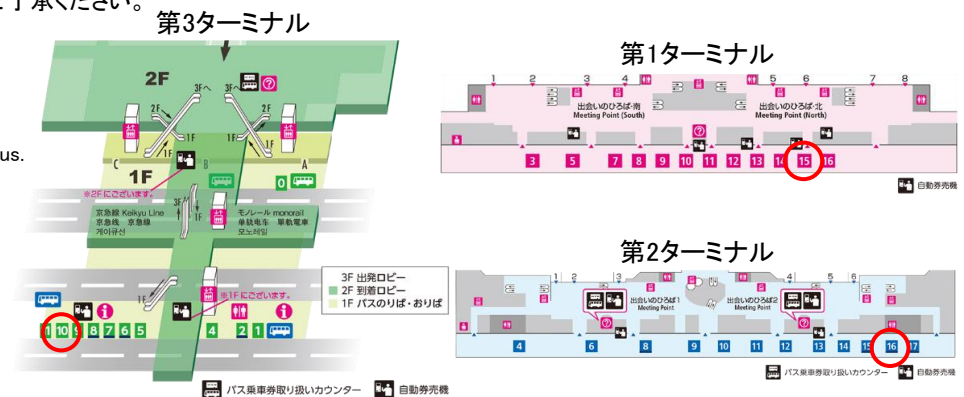 了承ください。
us.
第3ターミナル
2F
3Fへ
3Fへ
2F
2F
1F
1F
1F
1F
C
B
A
1F
※2Fにございます。
0
3F
1F
京急線 Keikyu Line
京急线 京急線
게이큐선
モノレール monorail
单轨电车 單軌電車
모노레일
1F
※1Fにございます。
3F 出発ロビー
2F 到着ロビー
1F バスのりば・おりば
11 10 9 8 7 6 5 4 2 1
バス乗車券取り扱いカウンター
自動券売機
第1ターミナル
1 2 3 4 5 6 7 8
出会いのひろば・南
Meeting Point (South)
出会いのひろば・北
Meeting Point (North)
3 5 7 8 9 10 11 12 13 14 15 16
自動券売機
第2ターミナル
1 2 3 4 5 6
出会いのひろば1
Meeting Point
出会いのひろば2
Meeting Point
4 6 8 9 10 11 12 13 14 15 16 17
バス乗車券取り扱いカウンター
自動券売機